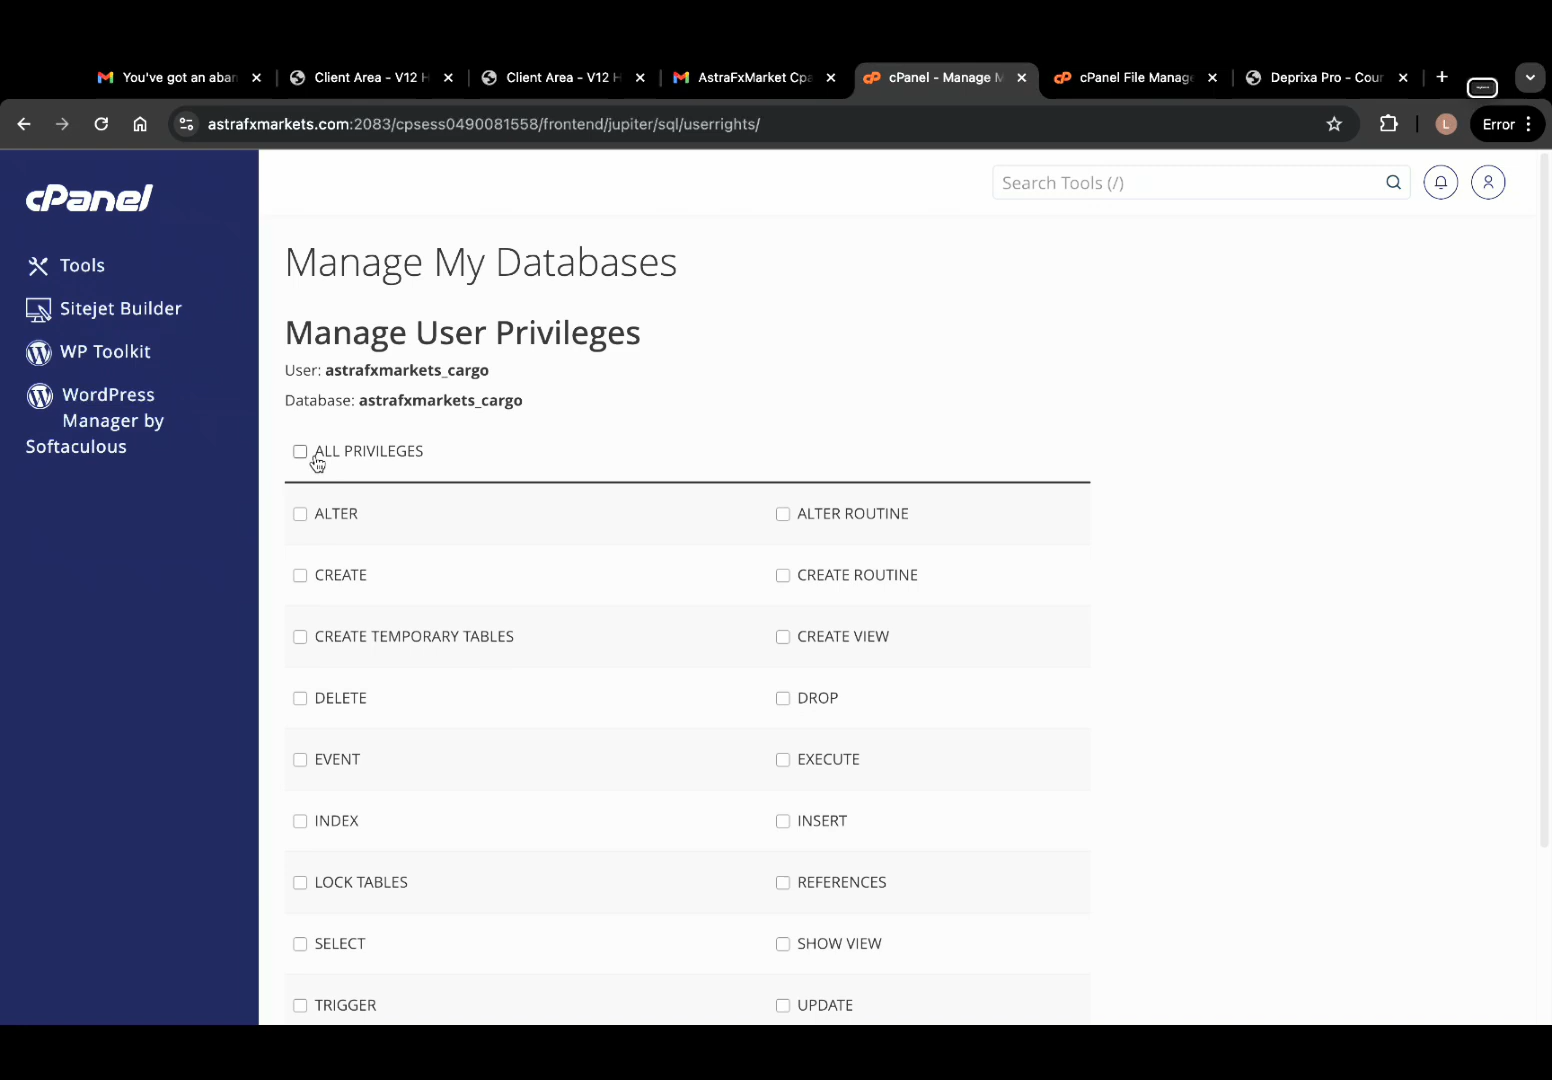 You've got an aban
Client Area - V12 H
Client Area - V12 H
AstraFxMarket Cpa
cPanel - Manage M
cPanel File Manage
Deprixa Pro - Cour
astrafxmarkets.com:2083/cpsess0490081558/frontend/jupiter/sql/userrights/
L
Error
cPanel
Search Tools (/)
Tools
Sitejet Builder
WP Toolkit
WordPress
Manager by
Softaculous
Manage My Databases
Manage User Privileges
User: astrafxmarkets_cargo
Database: astrafxmarkets_cargo
ALL PRIVILEGES
ALTER
ALTER ROUTINE
CREATE
CREATE ROUTINE
CREATE TEMPORARY TABLES
CREATE VIEW
DELETE
DROP
EVENT
EXECUTE
INDEX
INSERT
LOCK TABLES
REFERENCES
SELECT
SHOW VIEW
TRIGGER
UPDATE